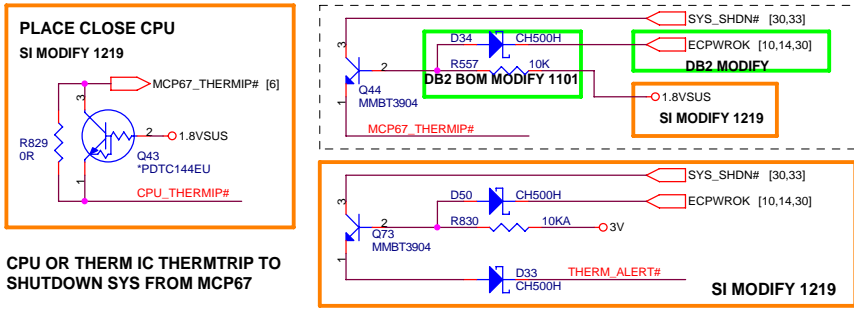 PLACE CLOSE CPU
SI MODIFY 1219
MCP67_THERMIP# [6]
3
2
1.8VSUS
R829
0R
Q43
*PDTC144EU
1
CPU_THERMIP#
CPU OR THERM IC THERMTRIP TO
SHUTDOWN SYS FROM MCP67
SYS_SHDN# [30,33]
D34
CH500H
ECPWROK [10,14,30]
DB2 MODIFY
3
R557
10K
2
DB2 BOM MODIFY 1101
Q44
MMBT3904
1.8VSUS
1
SI MODIFY 1219
MCP67_THERMIP#
SYS_SHDN# [30,33]
D50
CH500H
ECPWROK [10,14,30]
3
R830
10KA
2
3V
Q73
MMBT3904
1
D33
THERM_ALERT#
CH500H
SI MODIFY 1219